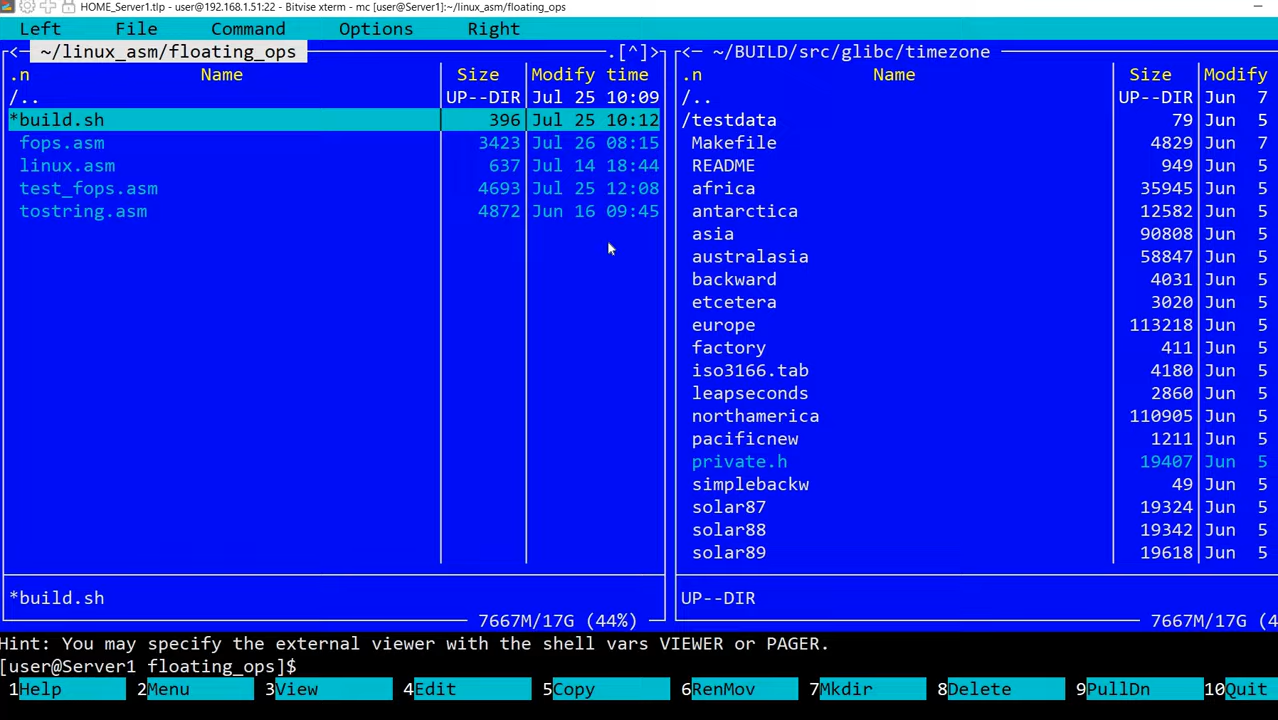 HOME_Server1.tlp - user@192.168.1.51:22 - Bitvise xterm - mc [user@Server1]:~/linux_asm/floating_ops
Left File Command Options Right
<─ ~/linux_asm/floating_ops .[^]>
.n Name Size Modify time
/.. UP--DIR Jul 25 10:09
*build.sh 396 Jul 25 10:12
fops.asm 3423 Jul 26 08:15
linux.asm 637 Jul 14 18:44
test_fops.asm 4693 Jul 25 12:08
tostring.asm 4872 Jun 16 09:45
*build.sh
7667M/17G (44%)
<─ ~/BUILD/src/glibc/timezone
.n Name Size Modify
/.. UP--DIR Jun 7
/testdata 79 Jun 5
Makefile 4829 Jun 7
README 949 Jun 5
africa 35945 Jun 5
antarctica 12582 Jun 5
asia 90808 Jun 5
australasia 58847 Jun 5
backward 4031 Jun 5
etcetera 3020 Jun 5
europe 113218 Jun 5
factory 411 Jun 5
iso3166.tab 4180 Jun 5
leapseconds 2860 Jun 5
northamerica 110905 Jun 5
pacificnew 1211 Jun 5
private.h 19407 Jun 5
simplebackw 49 Jun 5
solar87 19324 Jun 5
solar88 19342 Jun 5
solar89 19618 Jun 5
UP--DIR
7667M/17G (4
Hint: You may specify the external viewer with the shell vars VIEWER or PAGER.
[user@Server1 floating_ops]$
1Help 2Menu 3View 4Edit 5Copy 6RenMov 7Mkdir 8Delete 9PullDn 10Quit